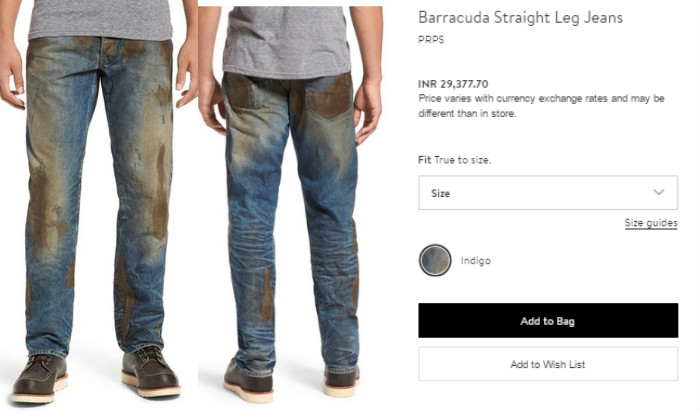 Barracuda Straight Leg Jeans
PRPS
INR 29,377.70
Price varies with currency exchange rates and may be
different than in store.
Fit True to size.
Size
Size guides
Indigo
Add to Bag
Add to Wish List